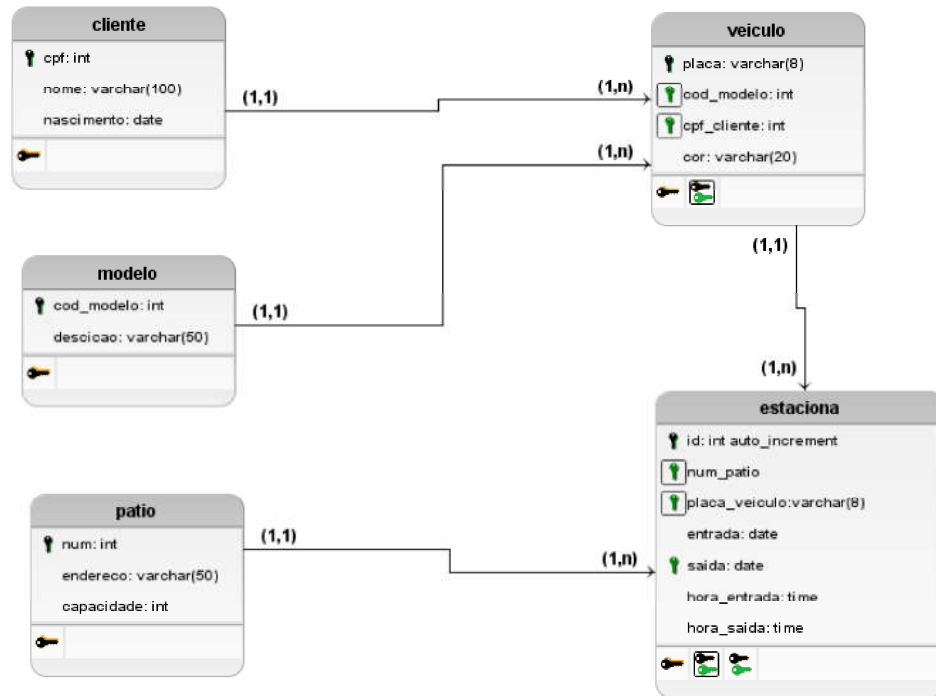 cliente
cpf: int
nome: varchar(100)
nascimento: date
(1,1)
(1,n)
veiculo
placa: varchar(8)
cod_modelo: int
cpf_cliente: int
cor: varchar(20)
(1,n)
(1,1)
modelo
cod_modelo: int
descicao: varchar(50)
(1,1)
(1,n)
estaciona
id: int auto_increment
num_patio
placa_veiculo:varchar(8)
entrada: date
saida: date
hora_entrada: time
hora_saida: time
patio
num: int
endereco: varchar(50)
capacidade: int
(1,1)
(1,n)